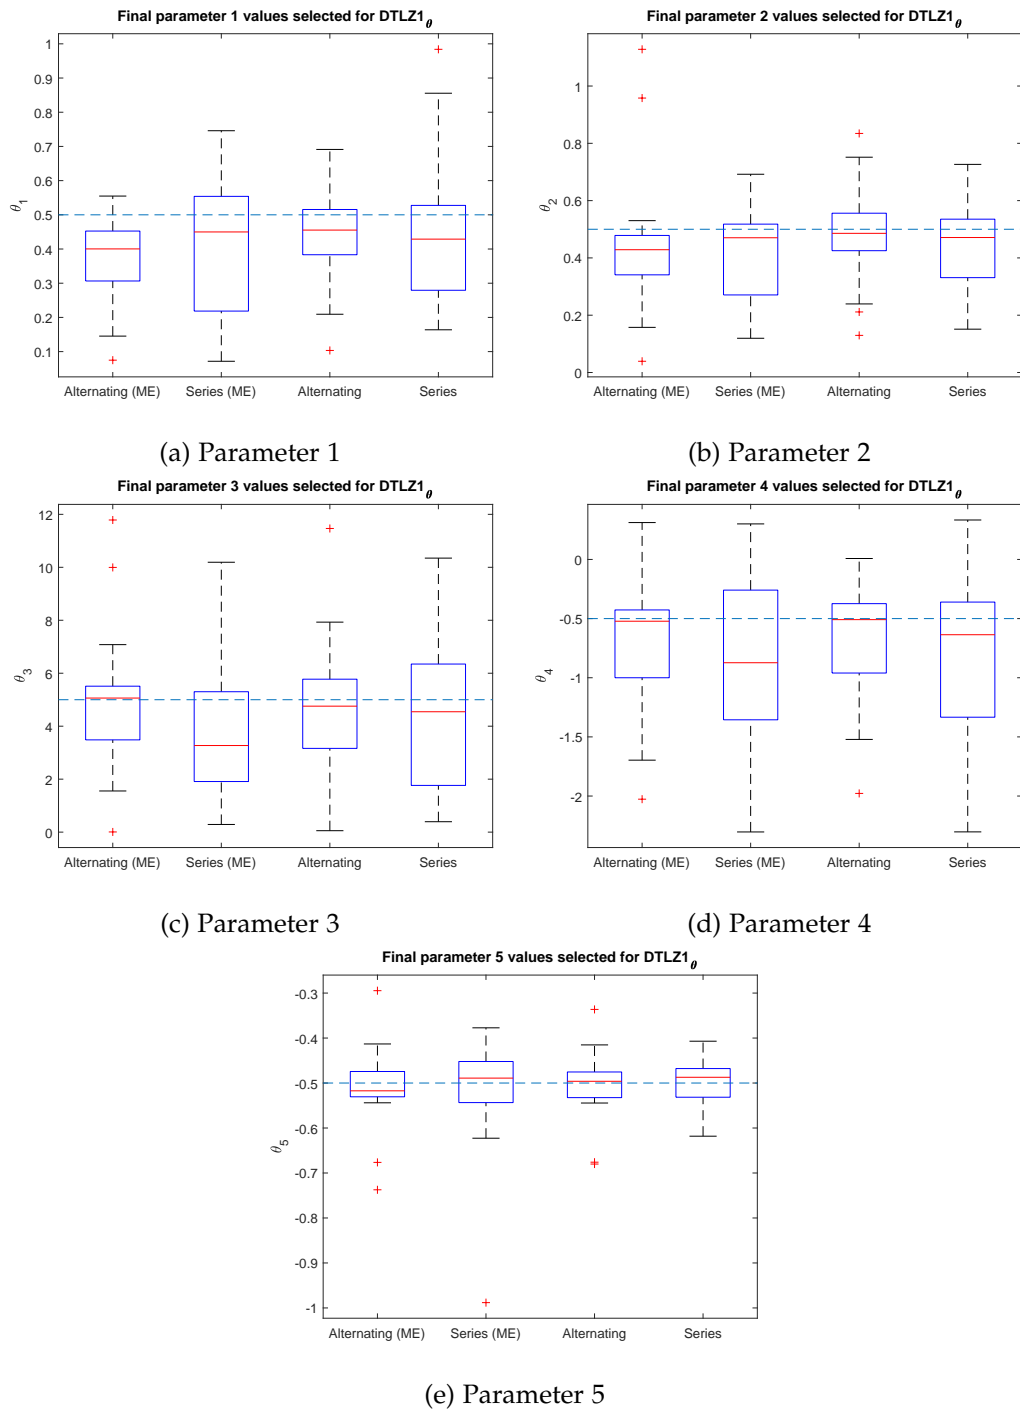 Final parameter 1 values selected for DTLZ1θ
1
0.9
0.8
0.7
0.6
0.5
0.4
0.3
0.2
0.1
θ1
Alternating (ME) Series (ME) Alternating Series
(a) Parameter 1
Final parameter 2 values selected for DTLZ1θ
1
0.8
0.6
0.4
0.2
0
θ2
Alternating (ME) Series (ME) Alternating Series
(b) Parameter 2
Final parameter 3 values selected for DTLZ1θ
12
10
8
6
4
2
0
θ3
Alternating (ME) Series (ME) Alternating Series
(c) Parameter 3
Final parameter 4 values selected for DTLZ1θ
0
-0.5
-1
-1.5
-2
θ4
Alternating (ME) Series (ME) Alternating Series
(d) Parameter 4
Final parameter 5 values selected for DTLZ1θ
-0.3
-0.4
-0.5
-0.6
-0.7
-0.8
-0.9
-1
θ5
Alternating (ME) Series (ME) Alternating Series
(e) Parameter 5